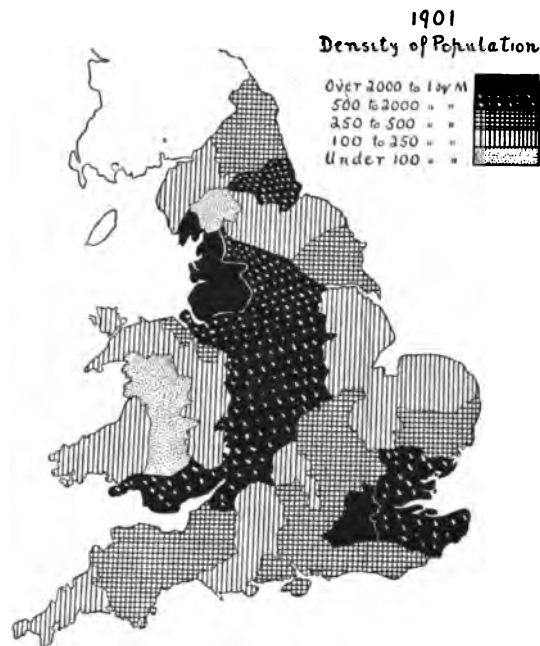 1901
Density of Population
Over 2000 to 1 sq M
500 to 2000 " "
250 to 500 " "
100 to 250 " "
Under 100 " "